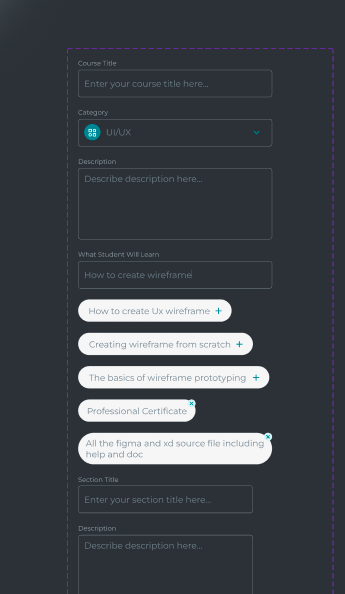 Course Title
Enter your course title here...
Category
UI/UX
Description
Describe description here...
What Student Will Learn
How to create wireframe
How to create Ux wireframe +
Creating wireframe from scratch +
The basics of wireframe prototyping +
Professional Certificate
All the figma and xd source file including
help and doc
Section Title
Enter your section title here...
Description
Describe description here...